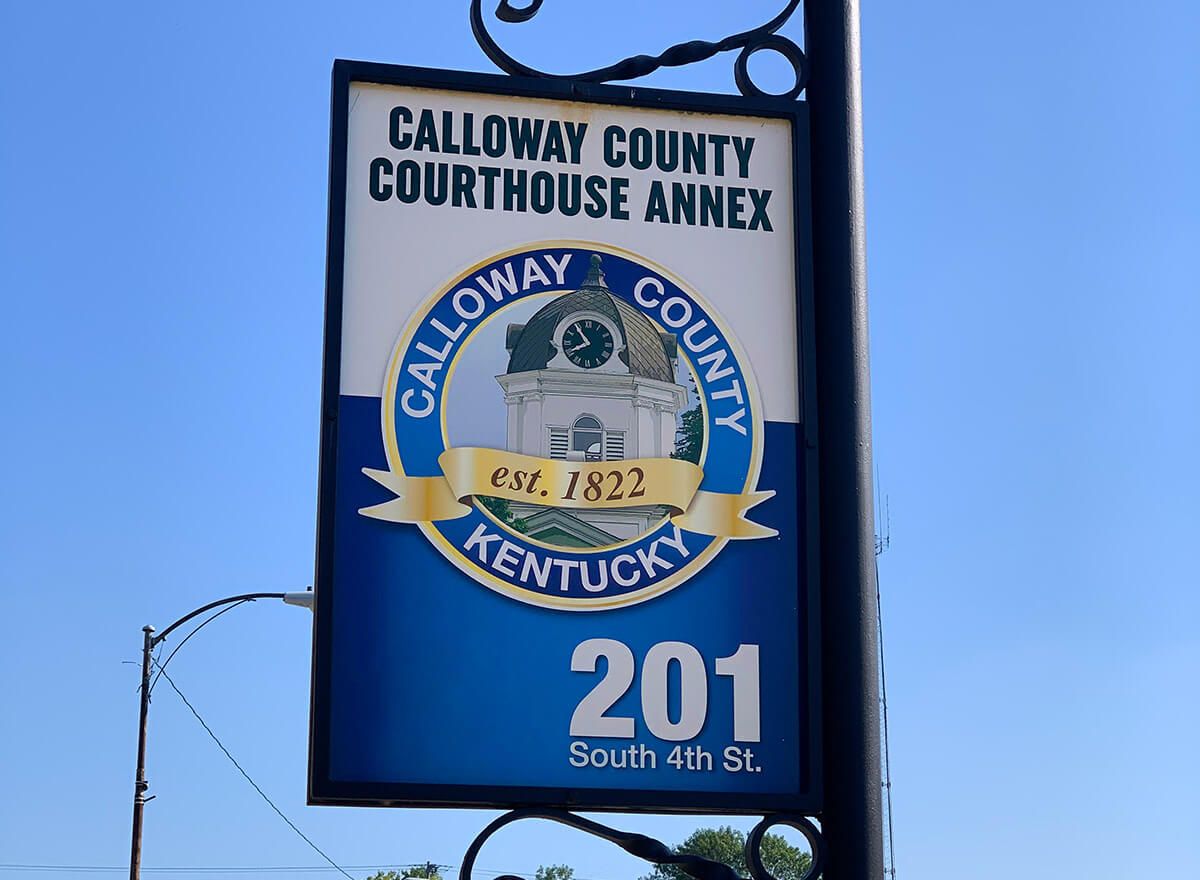 CALLOWAY COUNTY
COURTHOUSE ANNEX
CALLOWAY COUNTY
est. 1822
KENTUCKY
201
South 4th St.